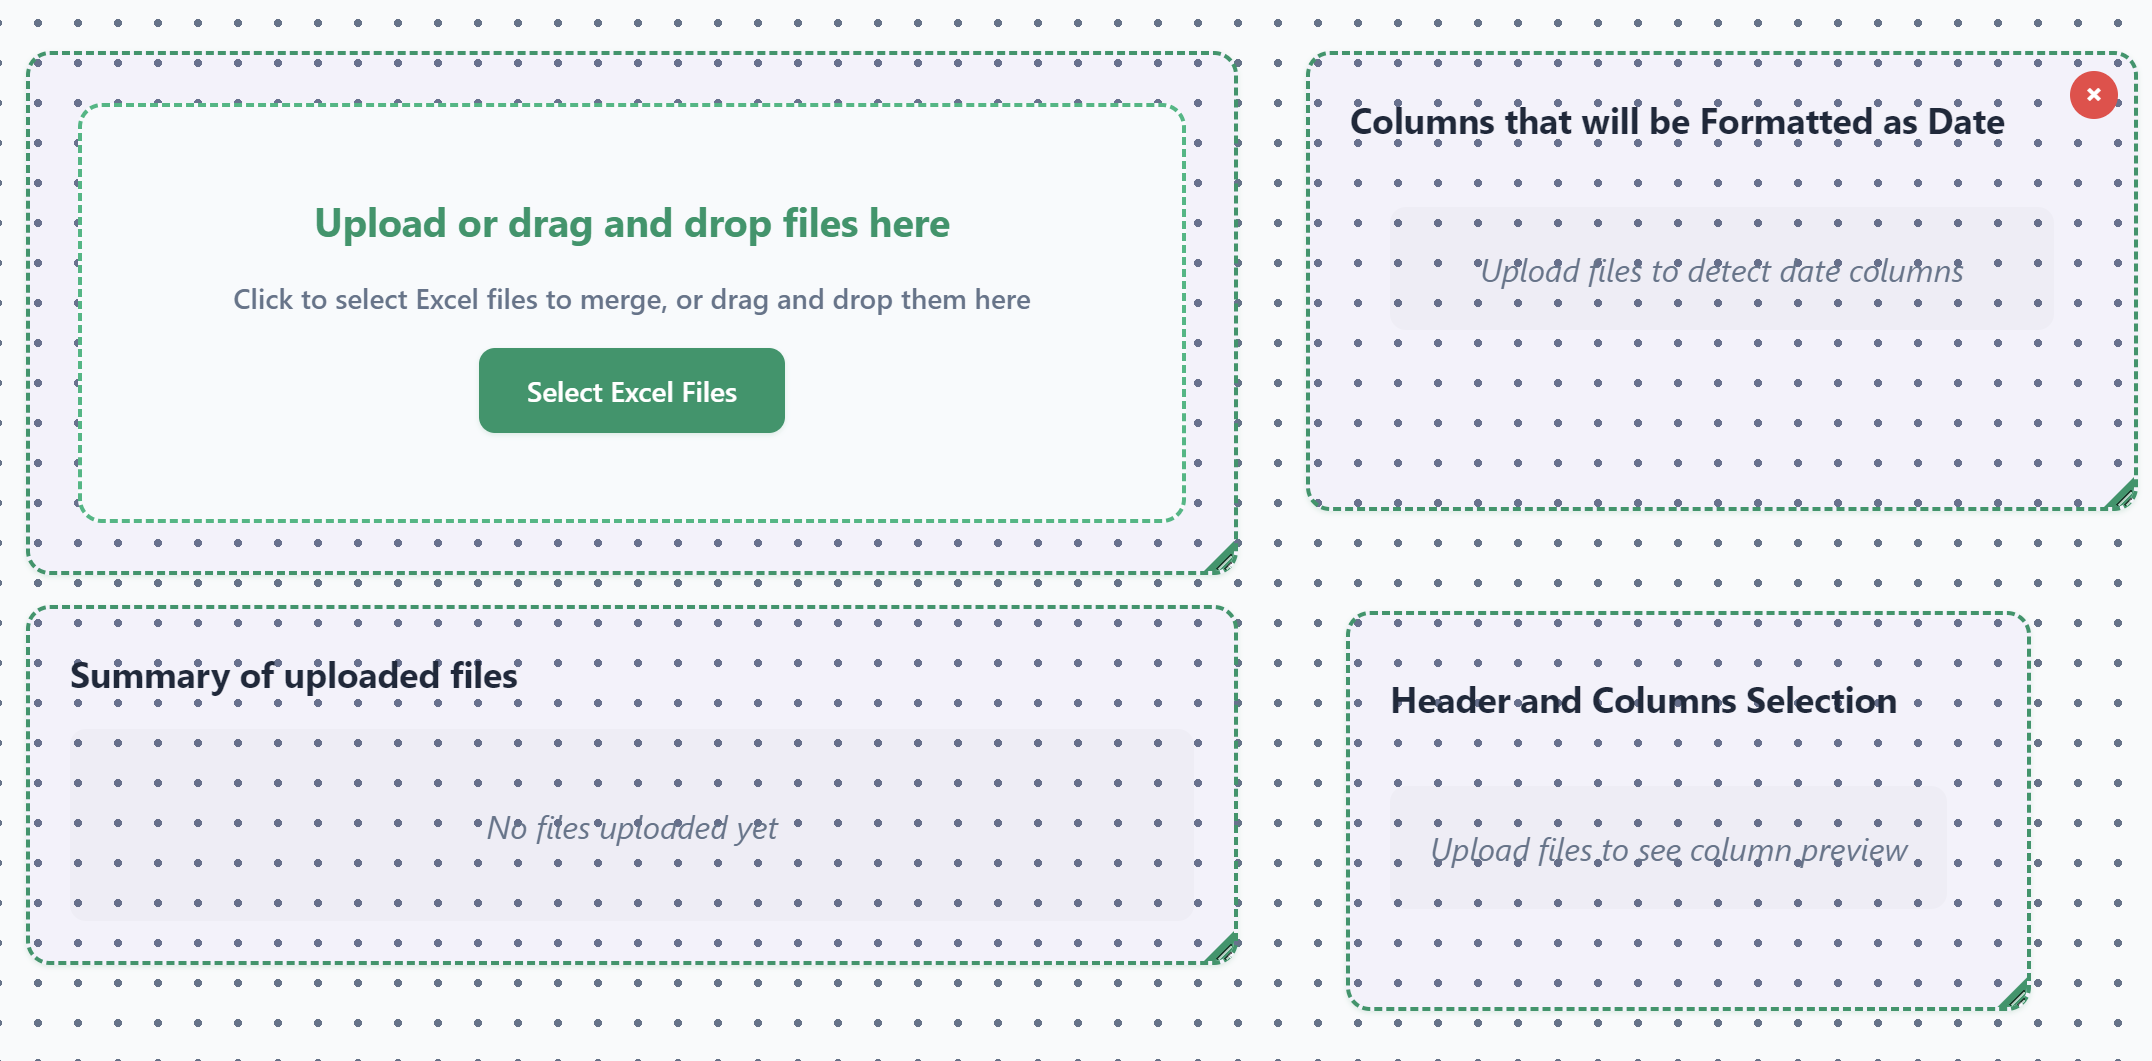 Upload or drag and drop files here
Click to select Excel files to merge, or drag and drop them here
Select Excel Files
Columns that will be Formatted as Date
Upload files to detect date columns
Summary of uploaded files
No files uploaded yet
Header and Columns Selection
Upload files to see column preview